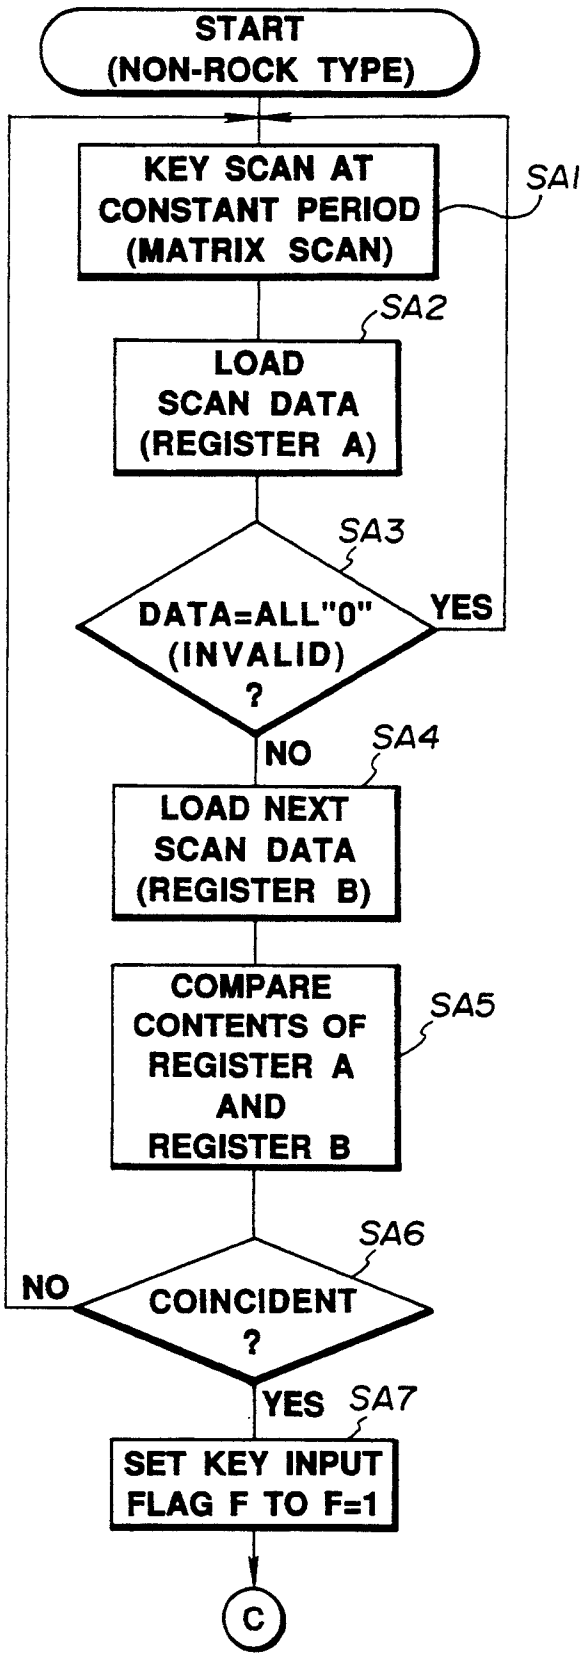 START
(NON-ROCK TYPE)
KEY SCAN AT
CONSTANT PERIOD
(MATRIX SCAN)
SA1
SA2
LOAD
SCAN DATA
(REGISTER A)
SA3
DATA=ALL"0"
(INVALID)
?
YES
NO
SA4
LOAD NEXT
SCAN DATA
(REGISTER B)
SA5
COMPARE
CONTENTS OF
REGISTER A
AND
REGISTER B
SA6
COINCIDENT
?
NO
YES
SA7
SET KEY INPUT
FLAG F TO F=1
C